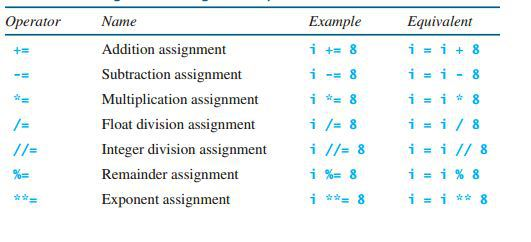 Operator Name Example Equivalent
+= Addition assignment i += 8 i = i + 8
-= Subtraction assignment i -= 8 i = i - 8
*= Multiplication assignment i *= 8 i = i * 8
/= Float division assignment i /= 8 i = i / 8
//= Integer division assignment i //= 8 i = i // 8
%= Remainder assignment i %= 8 i = i % 8
**= Exponent assignment i **= 8 i = i ** 8